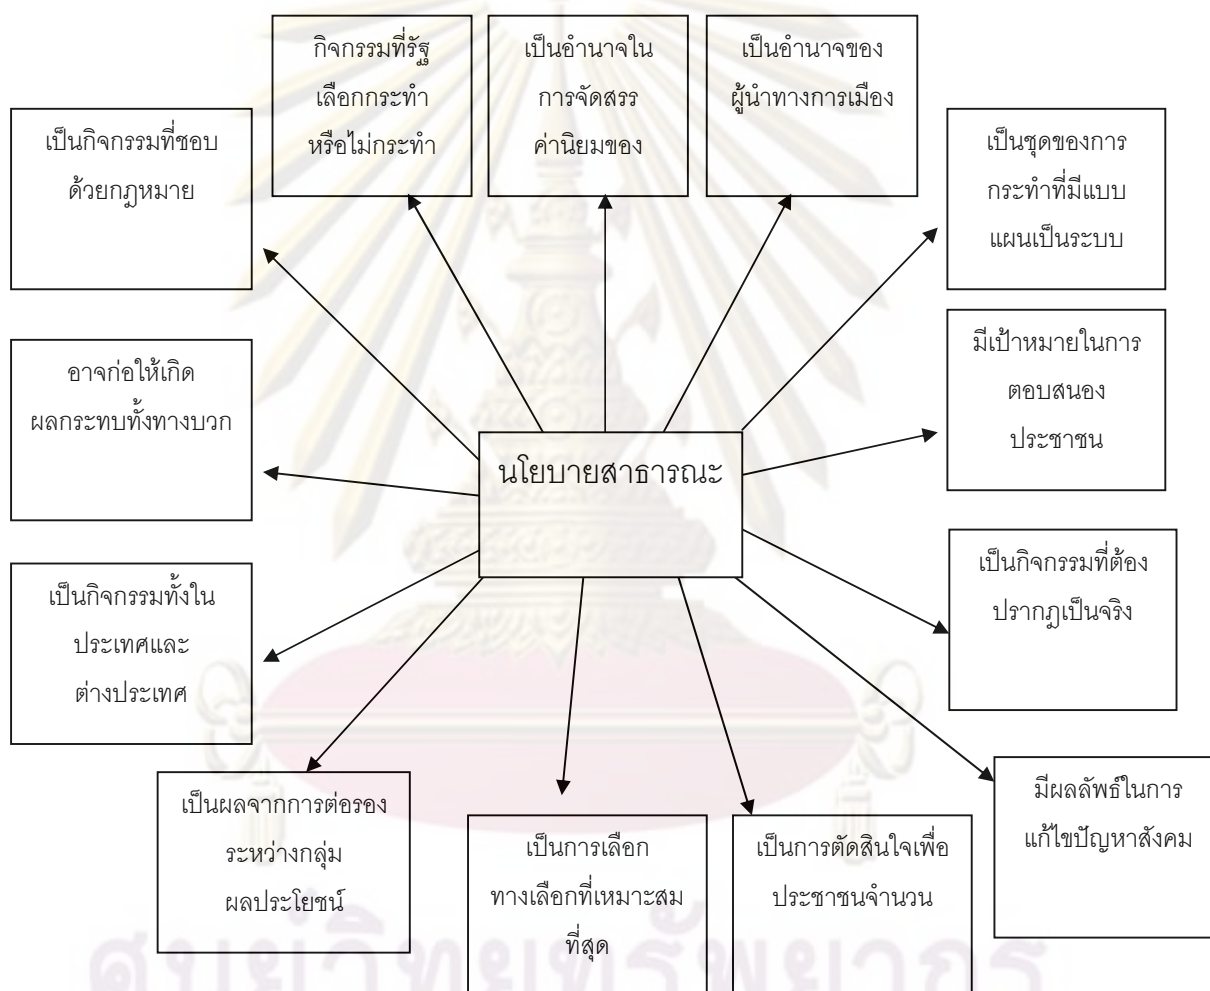 กิจกรรมที่รัฐ
เลือกกระทำ
หรือไม่กระทำ
เป็นอำนาจใน
การจัดสรร
ค่านิยมของ
เป็นอำนาจของ
ผู้นำทางการเมือง
เป็นกิจกรรมที่ชอบ
ด้วยกฎหมาย
เป็นชุดของการ
กระทำที่มีแบบ
แผนเป็นระบบ
อาจก่อให้เกิด
ผลกระทบทั้งทางบวก
มีเป้าหมายในการ
ตอบสนอง
ประชาชน
นโยบายสาธารณะ
เป็นกิจกรรมทั้งใน
ประเทศและ
ต่างประเทศ
เป็นกิจกรรมที่ต้อง
ปรากฏเป็นจริง
เป็นผลจากการต่อรอง
ระหว่างกลุ่ม
ผลประโยชน์
เป็นการเลือก
ทางเลือกที่เหมาะสม
ที่สุด
เป็นการตัดสินใจเพื่อ
ประชาชนจำนวน
มีผลลัพธ์ในการ
แก้ไขปัญหาสังคม
ศูนย์วิทยทรัพยากร